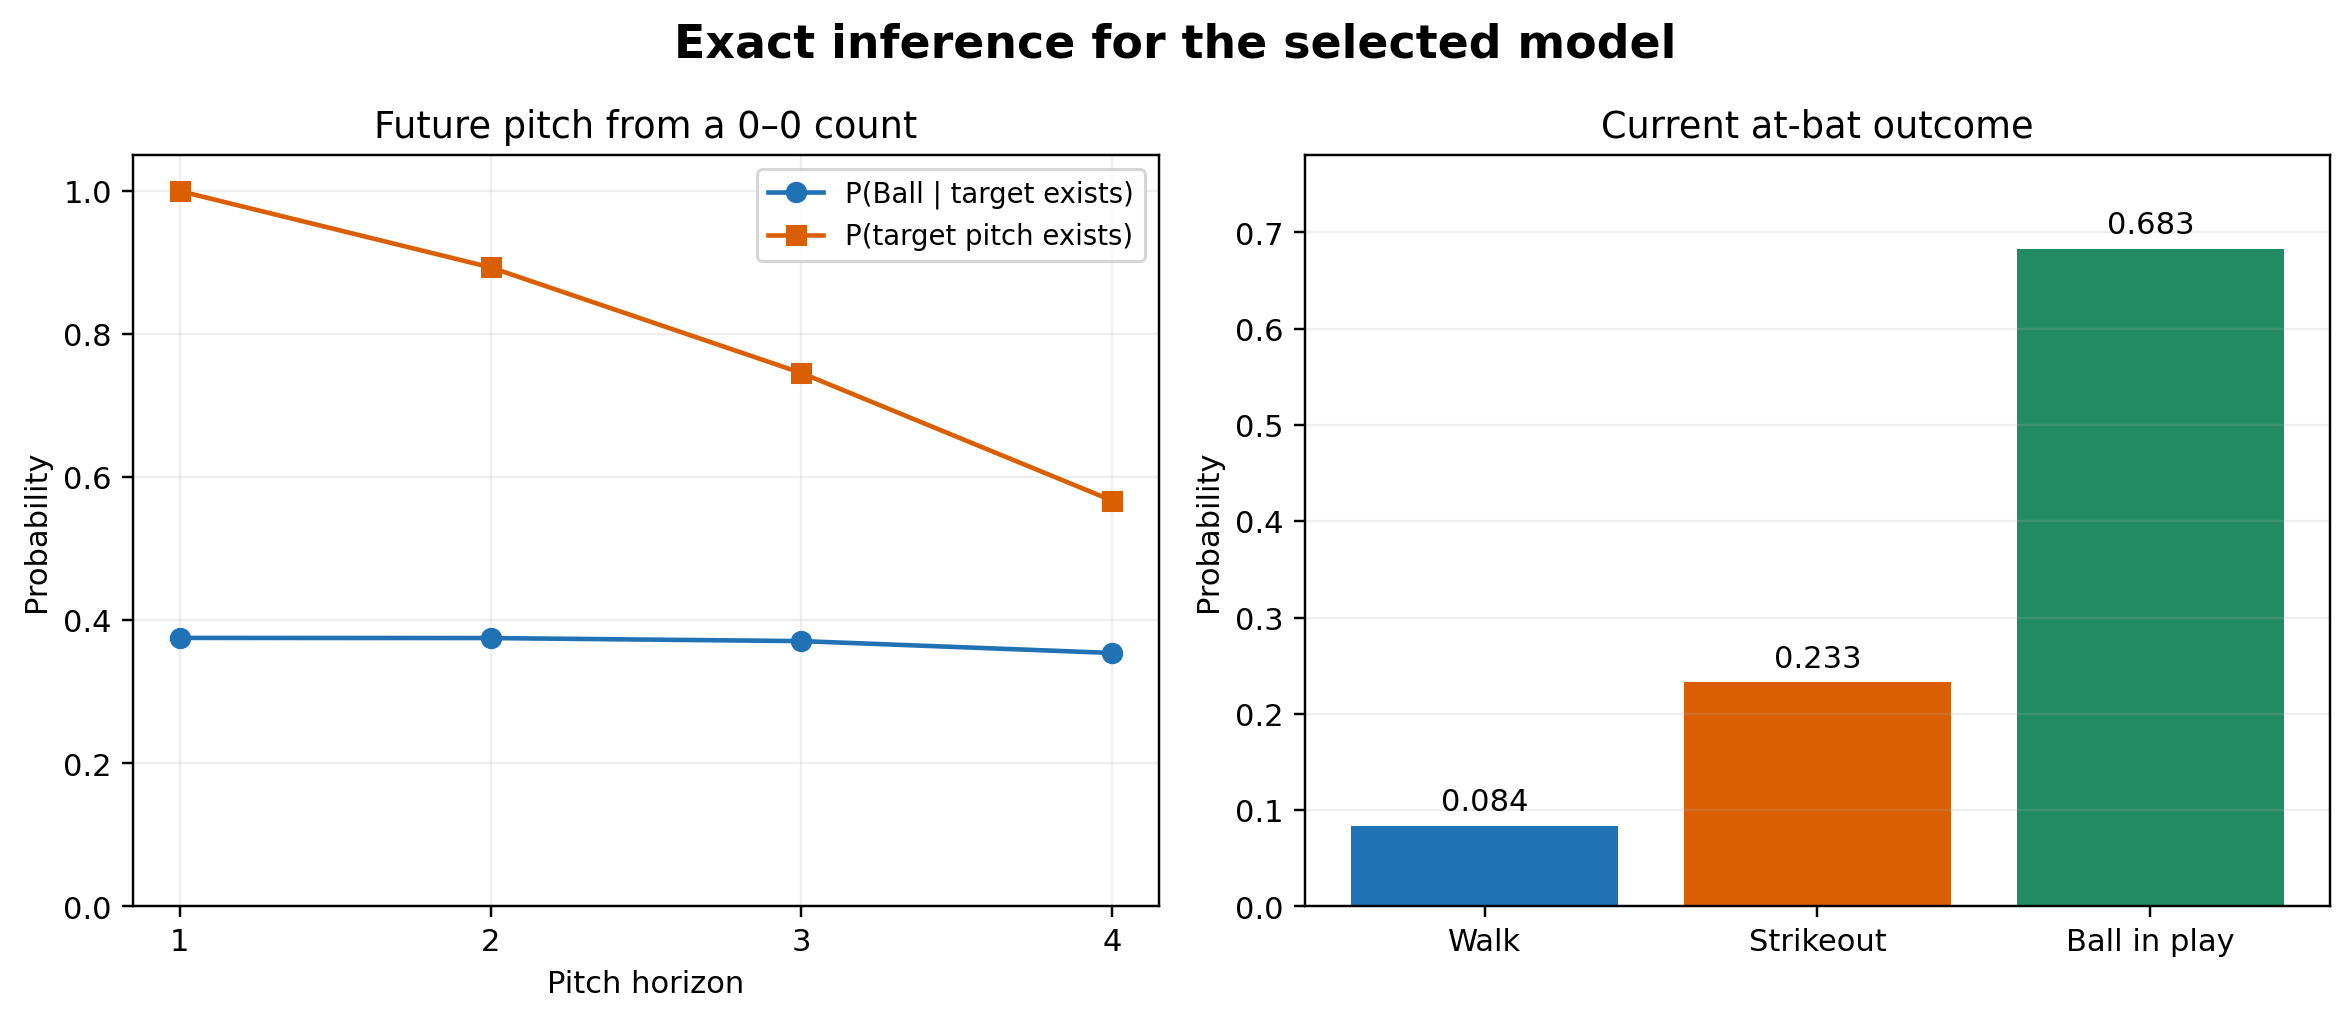 Exact inference for the selected model
Future pitch from a 0–0 count
1.0
0.8
0.6
0.4
0.2
0.0
Probability
P(Ball | target exists)
P(target pitch exists)
1 2 3 4
Pitch horizon
Current at-bat outcome
0.7
0.6
0.5
0.4
0.3
0.2
0.1
0.0
Probability
0.084
0.233
0.683
Walk Strikeout Ball in play